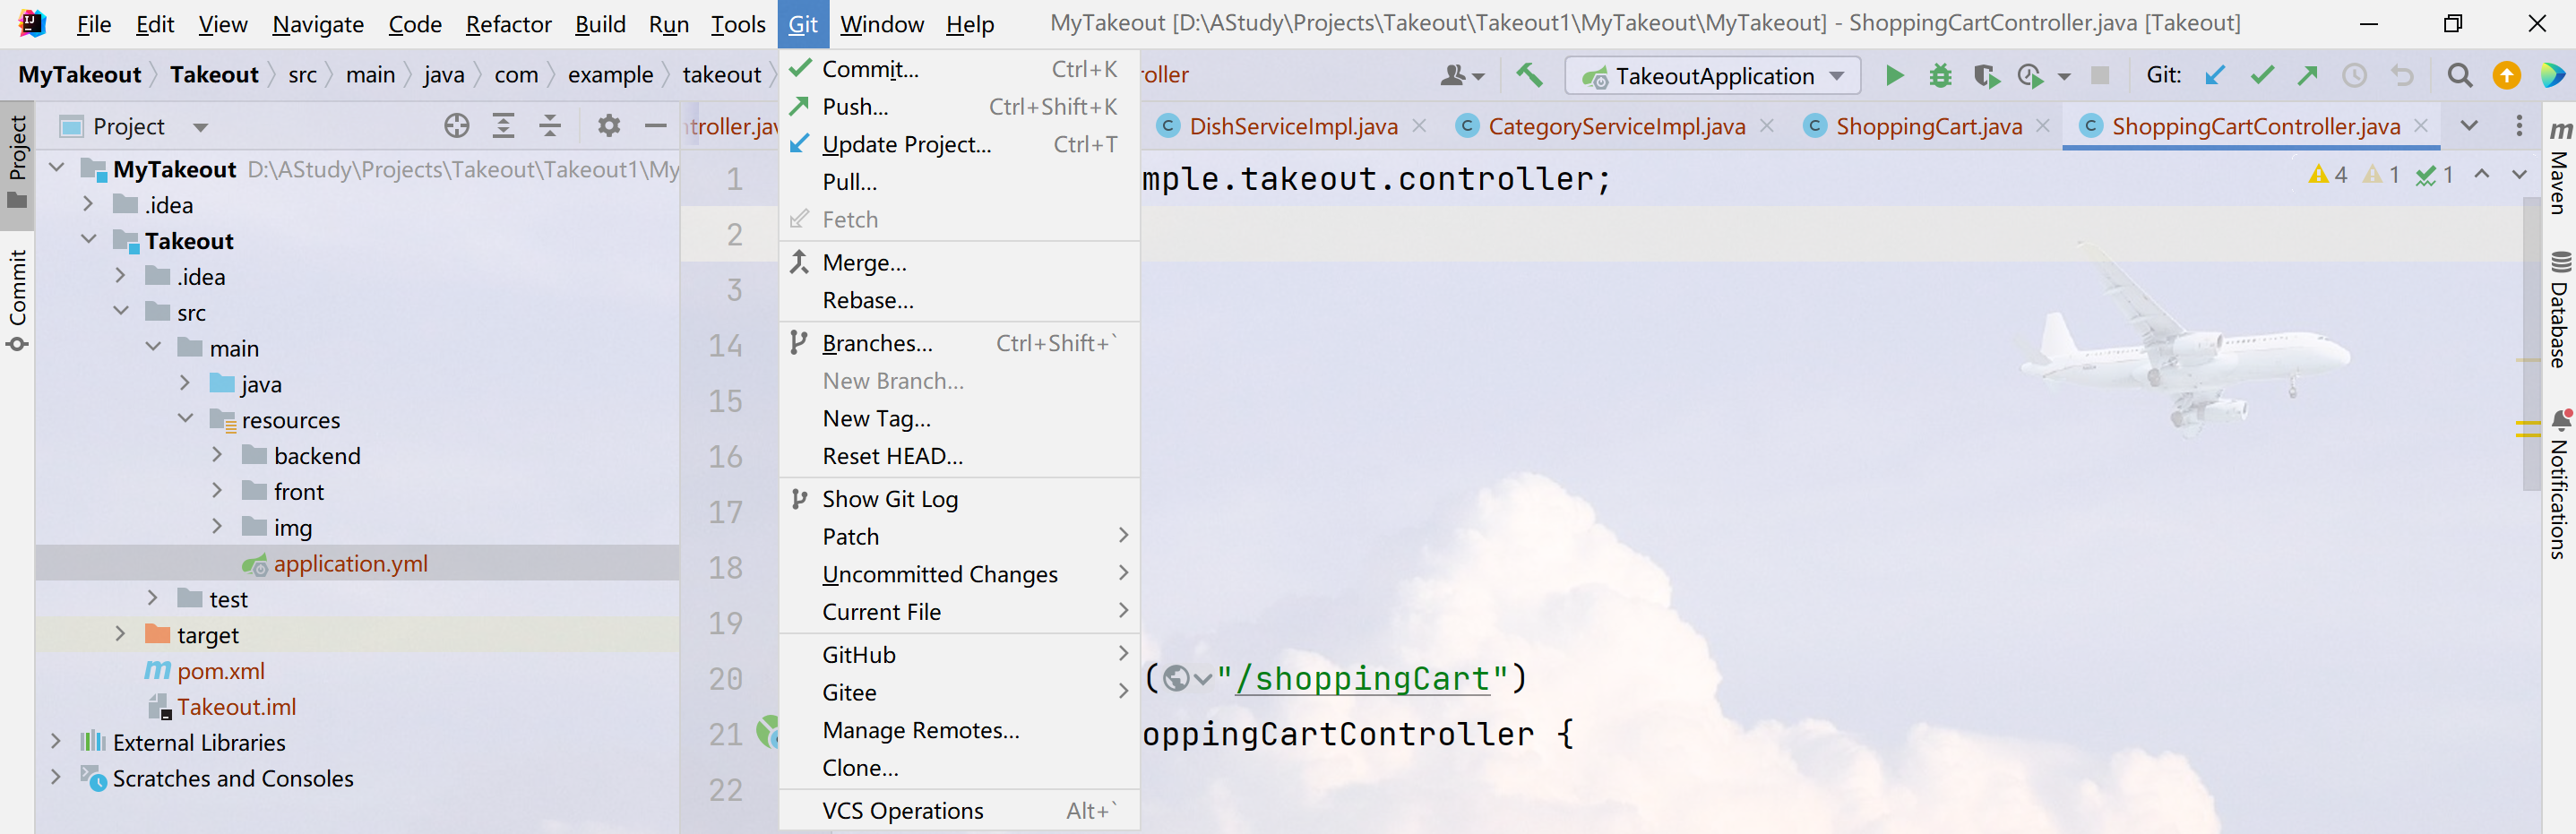 File Edit View Navigate Code Refactor Build Run Tools Git Window Help MyTakeout [D:\AStudy\Projects\Takeout\Takeout1\MyTakeout\MyTakeout] - ShoppingCartController.java [Takeout]
MyTakeout Takeout src main java com example takeout oller TakeoutApplication Git:
Project
DishServiceImpl.java CategoryServiceImpl.java ShoppingCart.java ShoppingCartController.java
MyTakeout D:\AStudy\Projects\Takeout\Takeout1\My
.idea
Takeout
.idea
src
main
java
resources
backend
front
img
application.yml
test
target
pom.xml
Takeout.iml
External Libraries
Scratches and Consoles
Project
Commit
Commit... Ctrl+K
Push... Ctrl+Shift+K
Update Project... Ctrl+T
Pull...
Fetch
Merge...
Rebase...
Branches... Ctrl+Shift+`
New Branch...
New Tag...
Reset HEAD...
Show Git Log
Patch
Uncommitted Changes
Current File
GitHub
Gitee
Manage Remotes...
Clone...
VCS Operations Alt+`
1 mple.takeout.controller;
2
3
14
15
16
17
18
19
20 ("/shoppingCart")
21 oppingCartController {
22
4 1 1
m
Maven
Database
Notifications